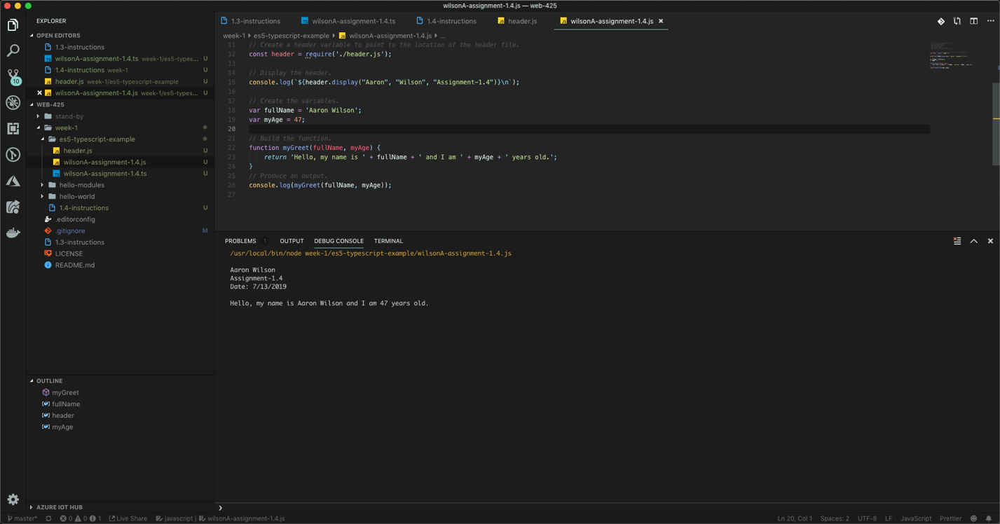 wilsonA-assignment-1.4.js — web-425
EXPLORER
OPEN EDITORS
1.3-instructions
wilsonA-assignment-1.4.ts week-1/es5-types... U
1.4-instructions week-1 U
header.js week-1/es5-typescript-example U
wilsonA-assignment-1.4.js week-1/es5-types... U
WEB-425
stand-by
week-1
es5-typescript-example
header.js U
wilsonA-assignment-1.4.js U
wilsonA-assignment-1.4.ts U
hello-modules
hello-world
1.4-instructions U
.editorconfig
.gitignore M
1.3-instructions
LICENSE
README.md
10
OUTLINE
myGreet
fullName
header
myAge
AZURE IOT HUB
1.3-instructions wilsonA-assignment-1.4.ts 1.4-instructions header.js wilsonA-assignment-1.4.js
week-1 › es5-typescript-example › wilsonA-assignment-1.4.js › ...
11 // Create a header variable to point to the location of the header file.
12 const header = require('./header.js');
13
14 // Display the header.
15 console.log(`${header.display("Aaron", "Wilson", "Assignment-1.4")}\n`);
16
17 // Create the variables.
18 var fullName = 'Aaron Wilson';
19 var myAge = 47;
20
21 // Build the function.
22 function myGreet(fullName, myAge) {
23 return 'Hello, my name is ' + fullName + ' and I am ' + myAge + ' years old.';
24 }
25 // Produce an output.
26 console.log(myGreet(fullName, myAge));
27
PROBLEMS 1 OUTPUT DEBUG CONSOLE TERMINAL
/usr/local/bin/node week-1/es5-typescript-example/wilsonA-assignment-1.4.js
Aaron Wilson
Assignment-1.4
Date: 7/13/2019
Hello, my name is Aaron Wilson and I am 47 years old.
master* 0 0 1 Live Share javascript | wilsonA-assignment-1.4.js Ln 20, Col 1 Spaces: 2 UTF-8 LF JavaScript Prettier